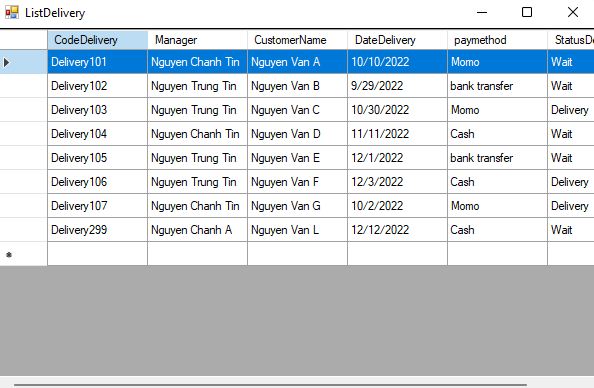 ListDelivery
CodeDelivery Manager CustomerName DateDelivery paymethod StatusDe
Delivery101 Nguyen Chanh Tin Nguyen Van A 10/10/2022 Momo Wait
Delivery102 Nguyen Trung Tin Nguyen Van B 9/29/2022 bank transfer Wait
Delivery103 Nguyen Trung Tin Nguyen Van C 10/30/2022 Momo Delivery
Delivery104 Nguyen Chanh Tin Nguyen Van D 11/11/2022 Cash Wait
Delivery105 Nguyen Trung Tin Nguyen Van E 12/1/2022 bank transfer Wait
Delivery106 Nguyen Trung Tin Nguyen Van F 12/3/2022 Cash Delivery
Delivery107 Nguyen Chanh Tin Nguyen Van G 10/2/2022 Momo Delivery
Delivery299 Nguyen Chanh A Nguyen Van L 12/12/2022 Cash Wait